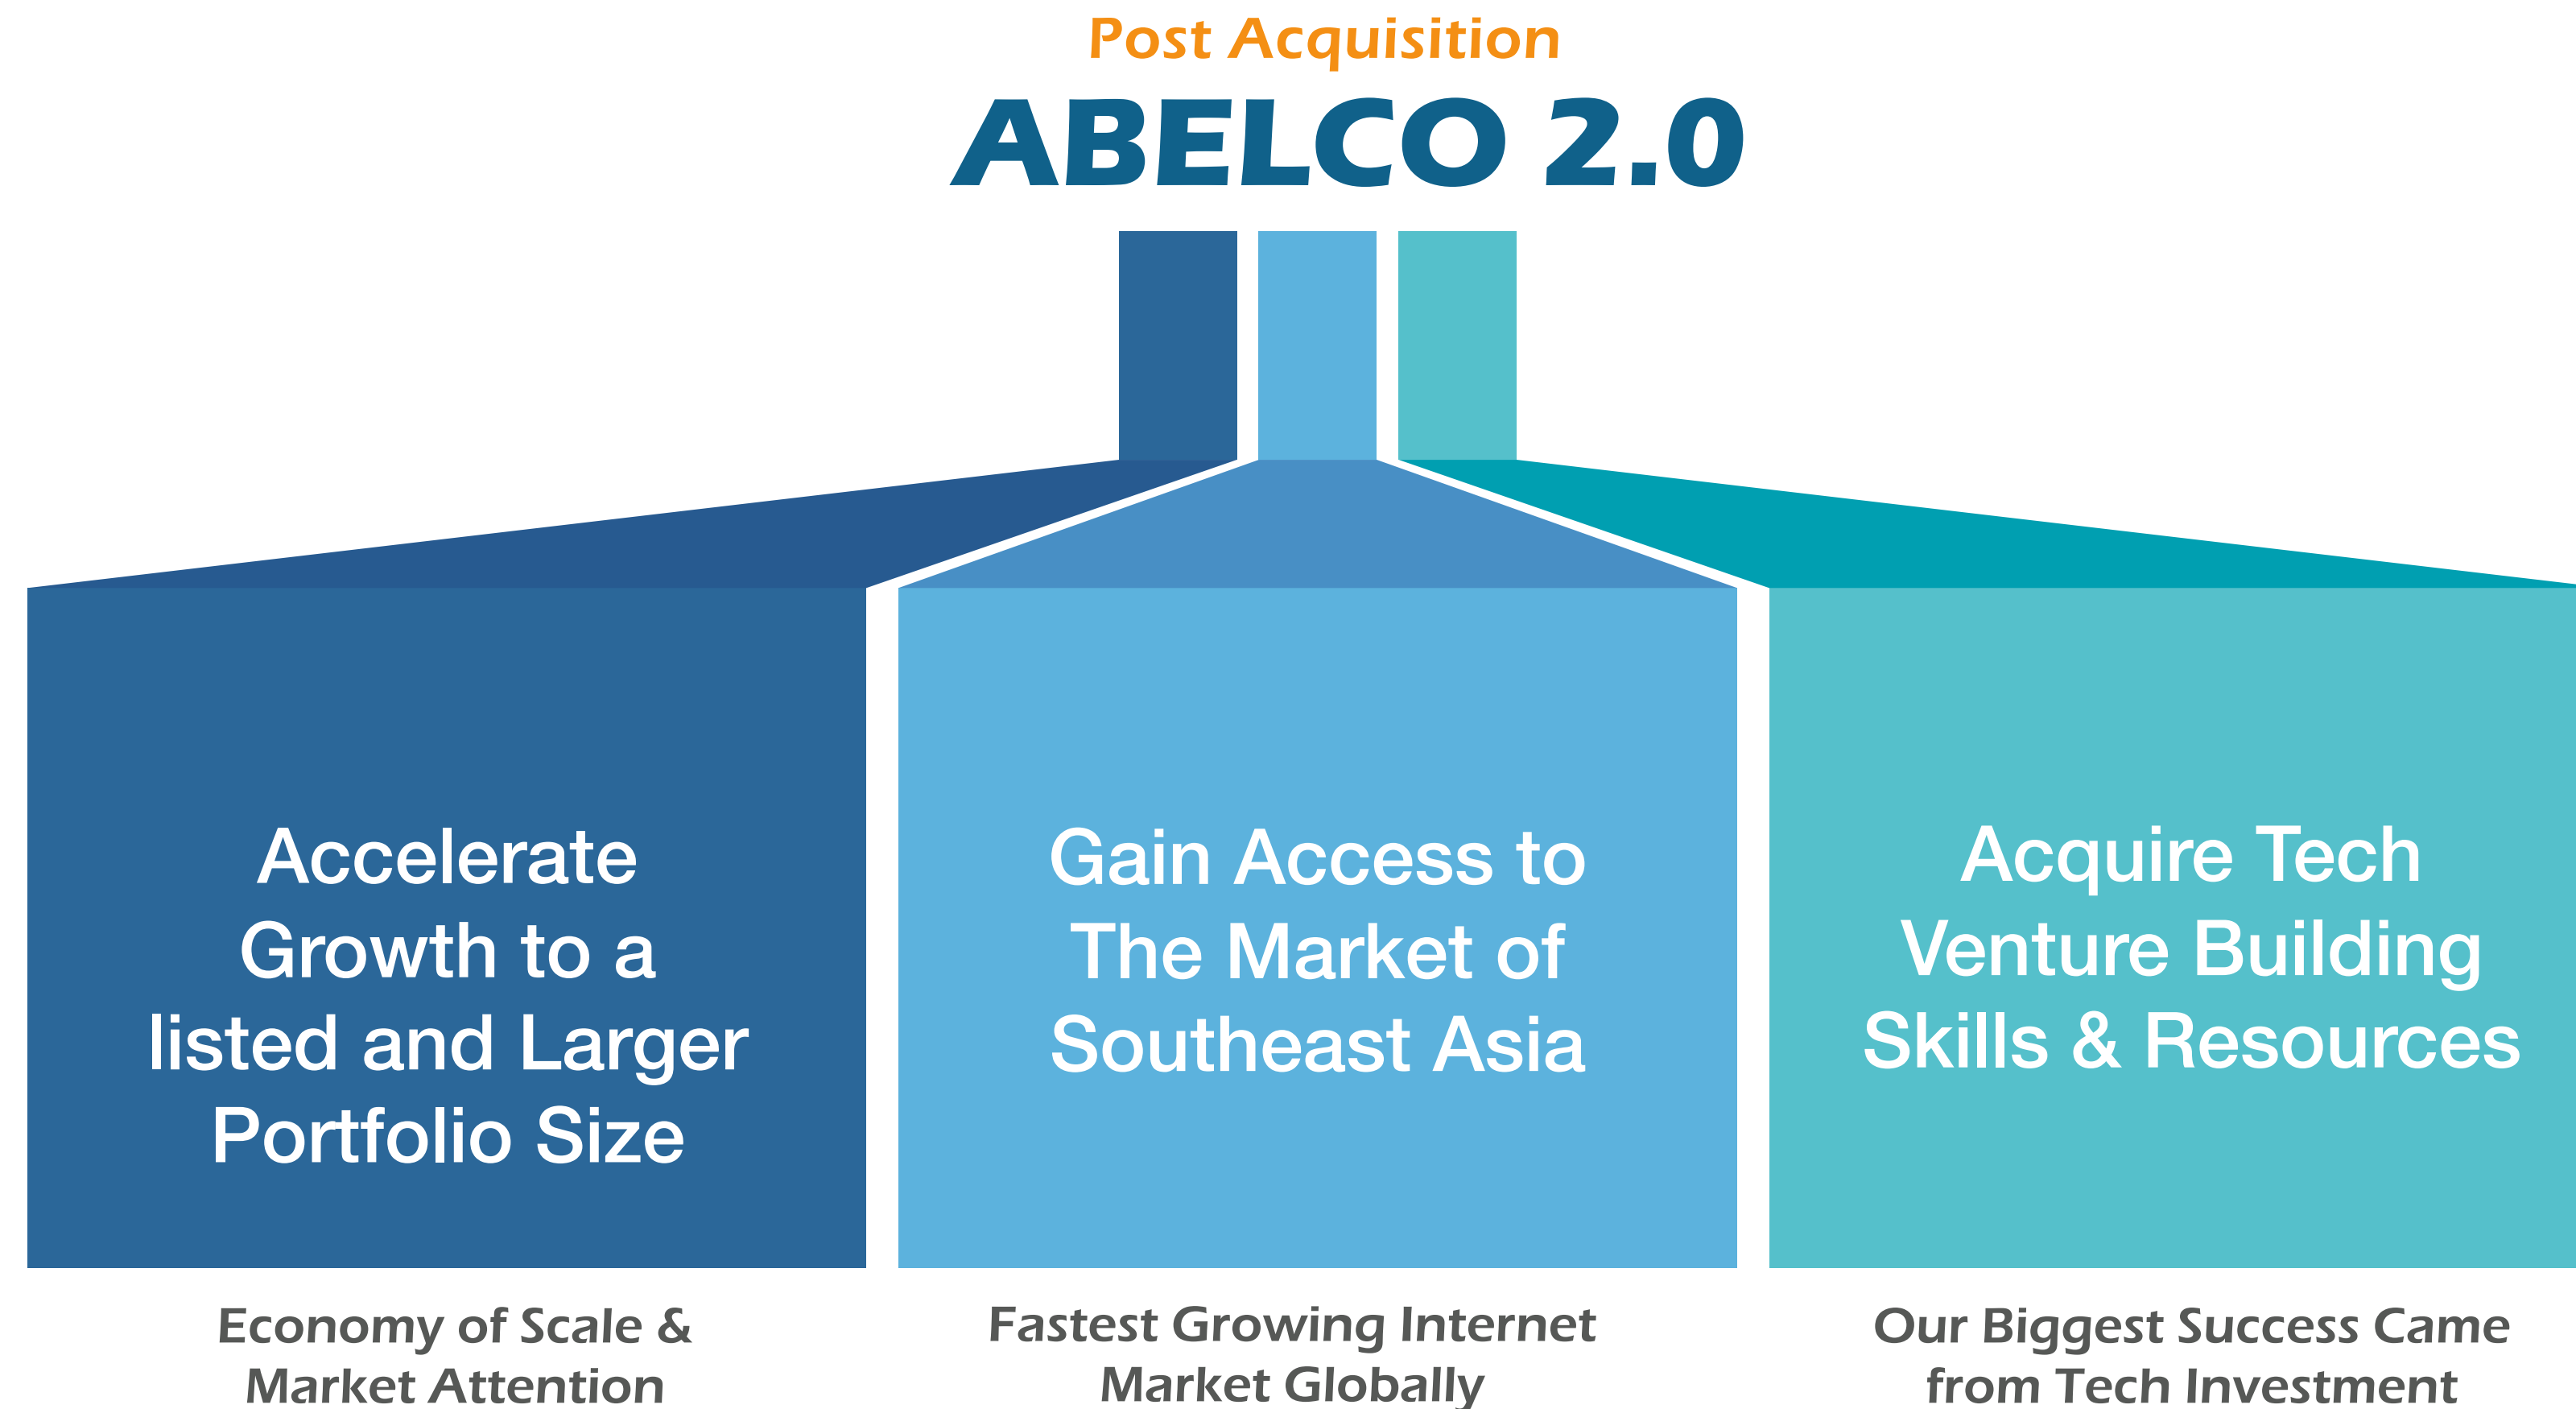 Post Acquisition
ABELCO 2.0
Accelerate
Growth to a
listed and Larger
Portfolio Size
Gain Access to
The Market of
Southeast Asia
Acquire Tech
Venture Building
Skills & Resources
Economy of Scale &
Market Attention
Fastest Growing Internet
Market Globally
Our Biggest Success Came
from Tech Investment